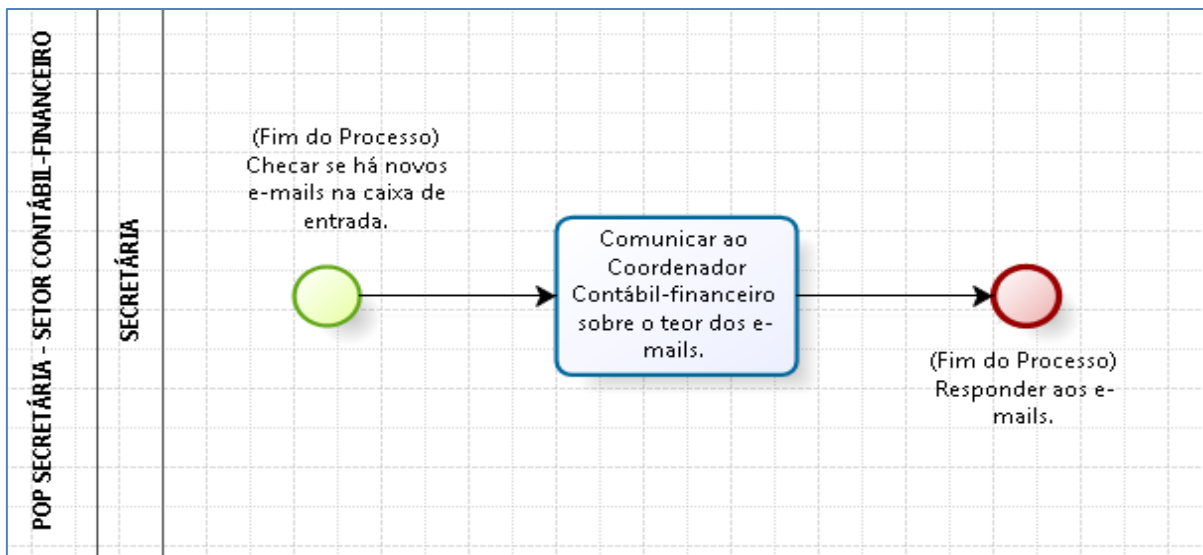 POP SECRETÁRIA - SETOR CONTÁBIL-FINANCEIRO
SECRETÁRIA
(Fim do Processo)
Checar se há novos
e-mails na caixa de
entrada.
Comunicar ao
Coordenador
Contábil-financeiro
sobre o teor dos e-
mails.
(Fim do Processo)
Responder aos e-
mails.